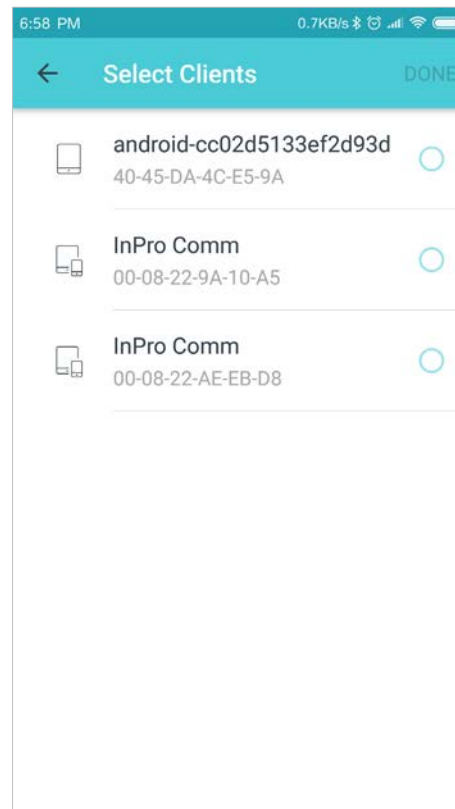 6:58 PM 0.7KB/s
Select Clients DONE
android-cc02d5133ef2d93d
40-45-DA-4C-E5-9A
InPro Comm
00-08-22-9A-10-A5
InPro Comm
00-08-22-AE-EB-D8